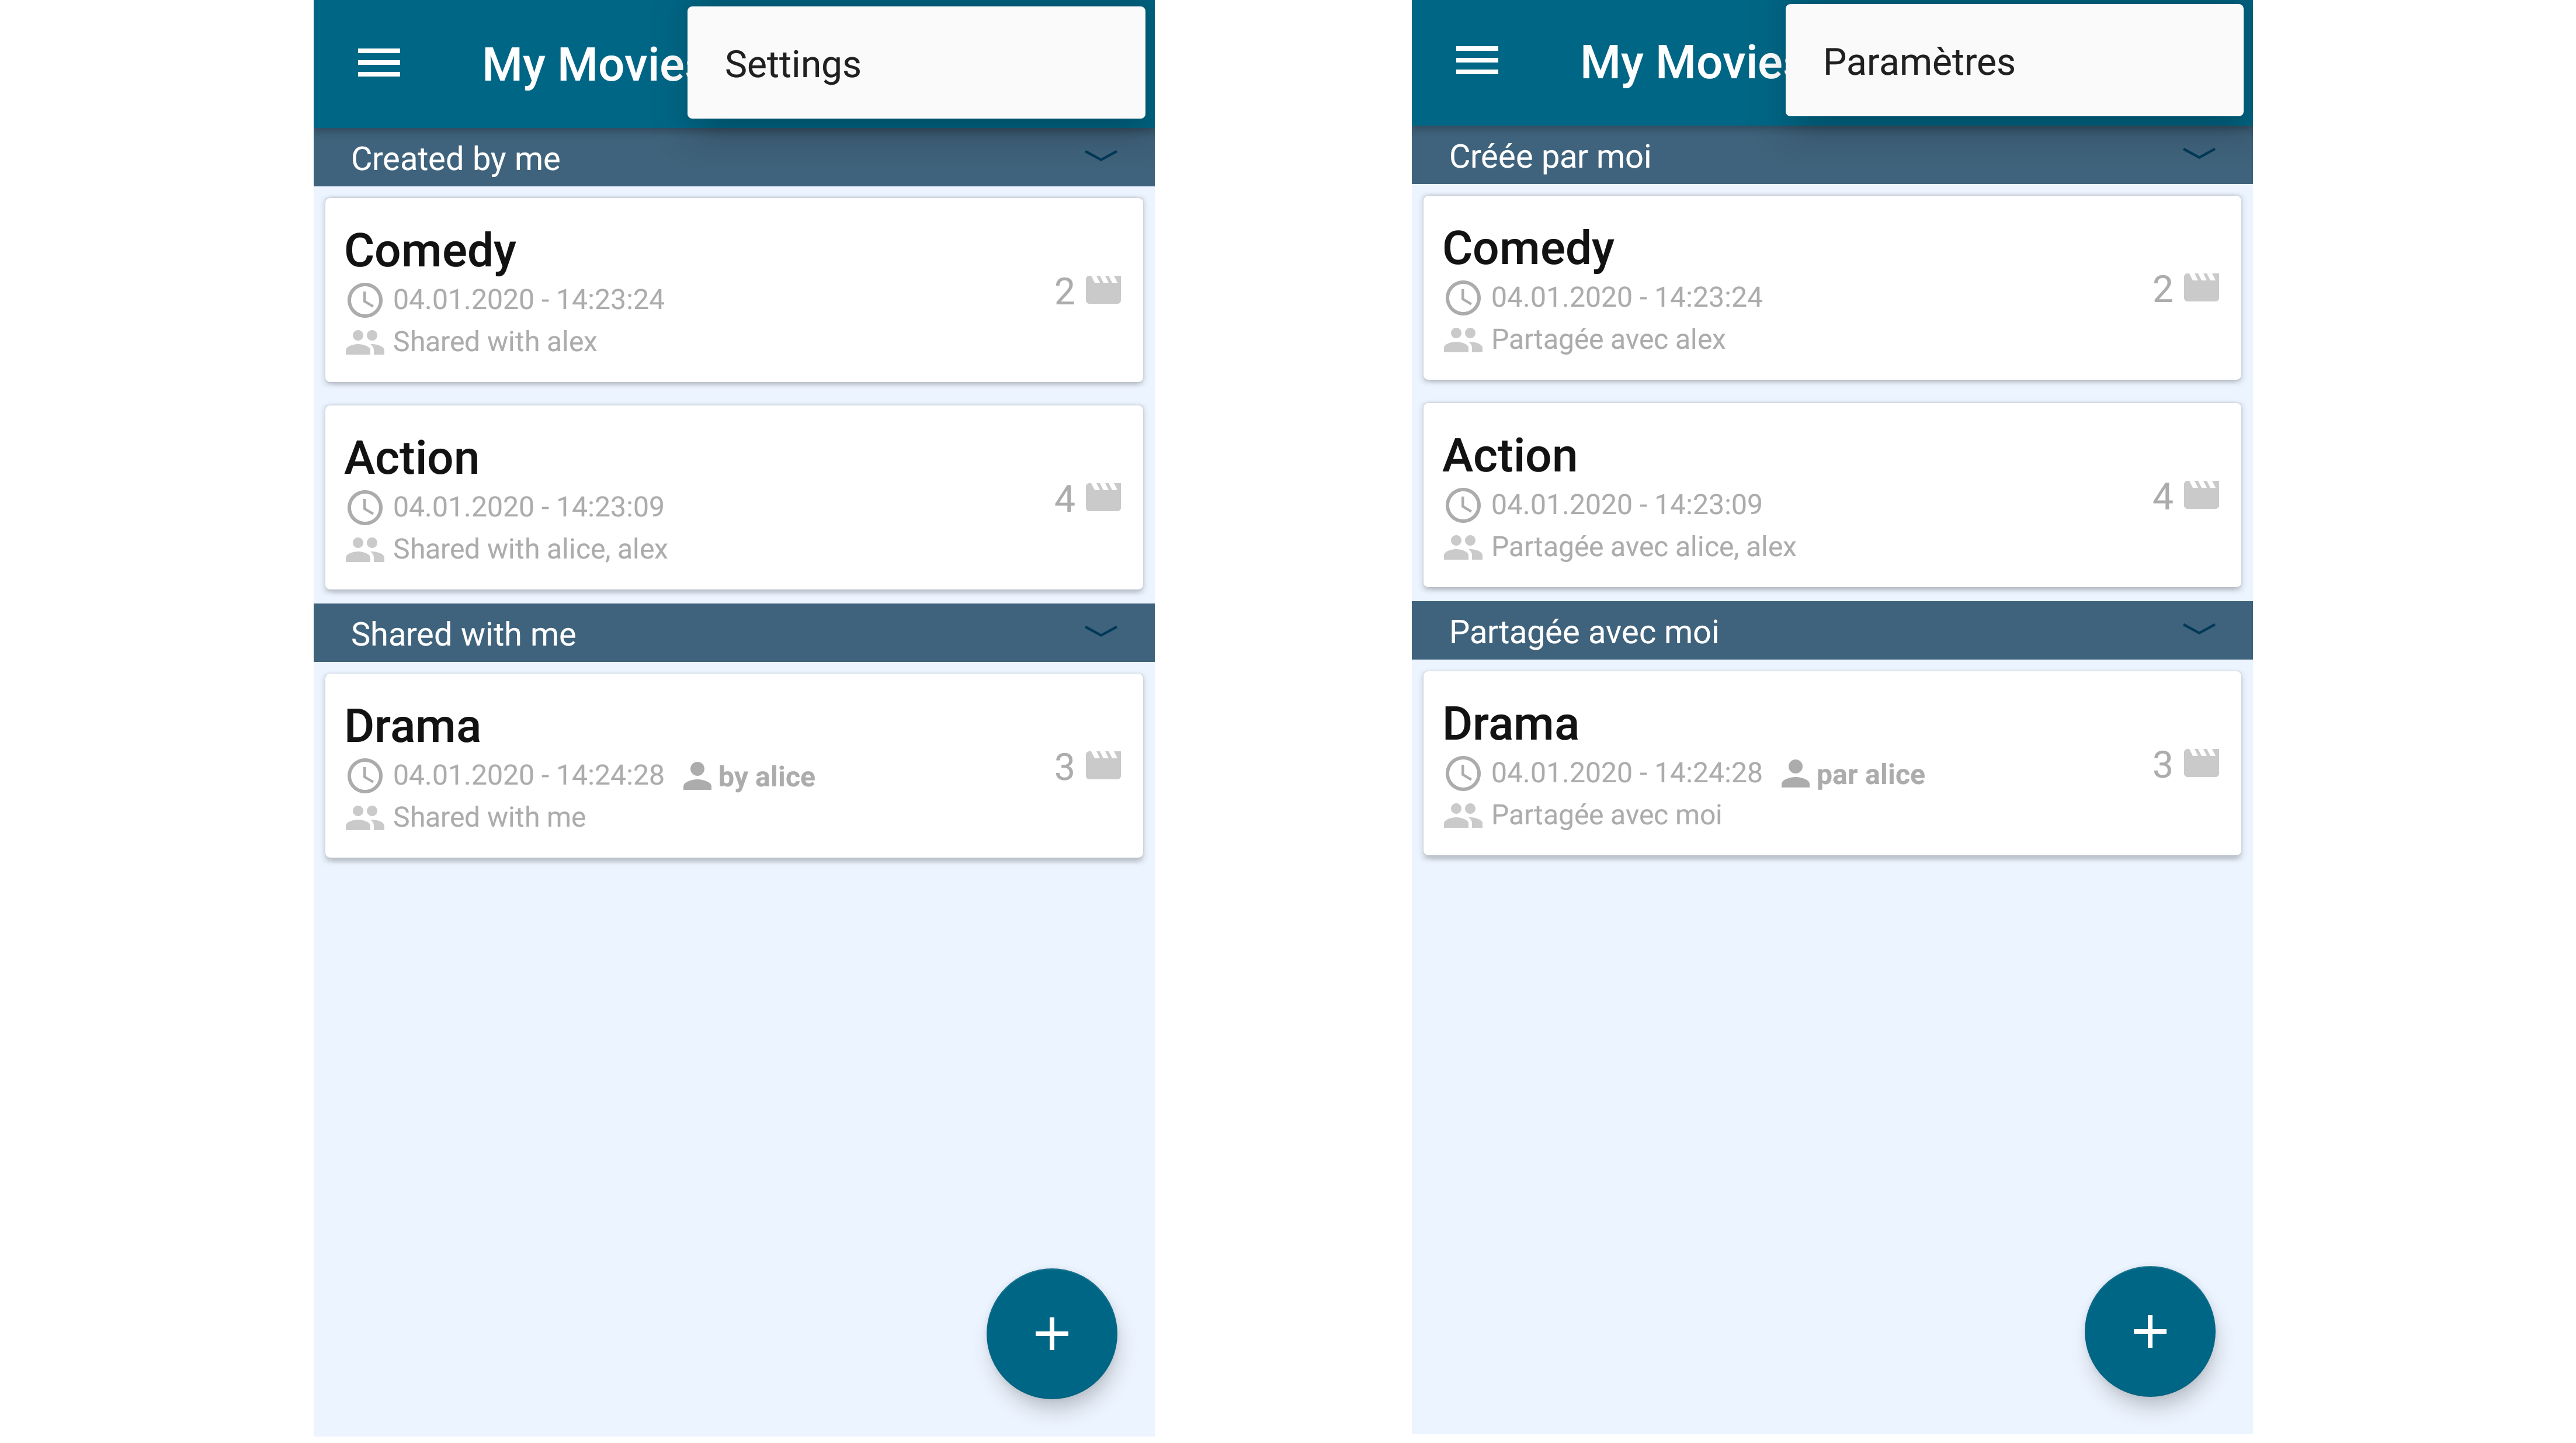 My Movie
Settings
Created by me
Comedy
2
04.01.2020 - 14:23:24
Shared with alex
Action
4
04.01.2020 - 14:23:09
Shared with alice, alex
Shared with me
Drama
3
04.01.2020 - 14:24:28 by alice
Shared with me
My Movie
Paramètres
Créée par moi
Comedy
2
04.01.2020 - 14:23:24
Partagée avec alex
Action
4
04.01.2020 - 14:23:09
Partagée avec alice, alex
Partagée avec moi
Drama
3
04.01.2020 - 14:24:28 par alice
Partagée avec moi